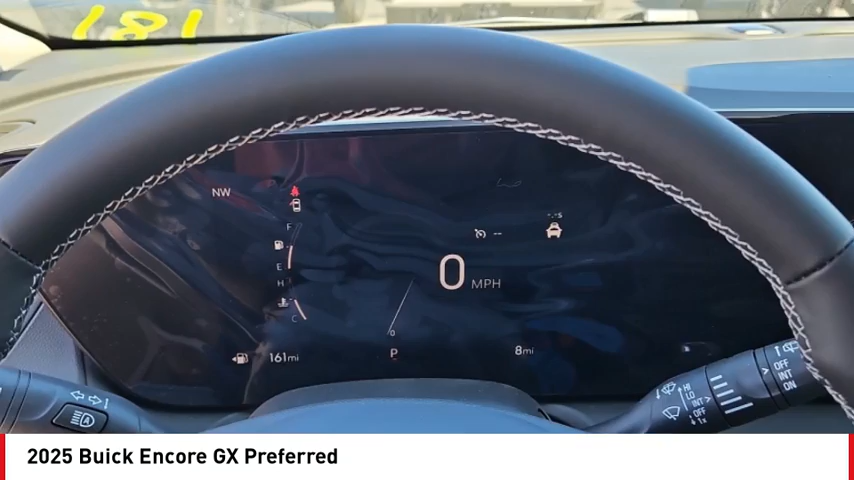 181
NW
F
E
H
C
-.-s
--
0 MPH
0
161mi
P
8mi
HI
LO
INT
OFF
1x
OFF
INT
ON
A
2025 Buick Encore GX Preferred